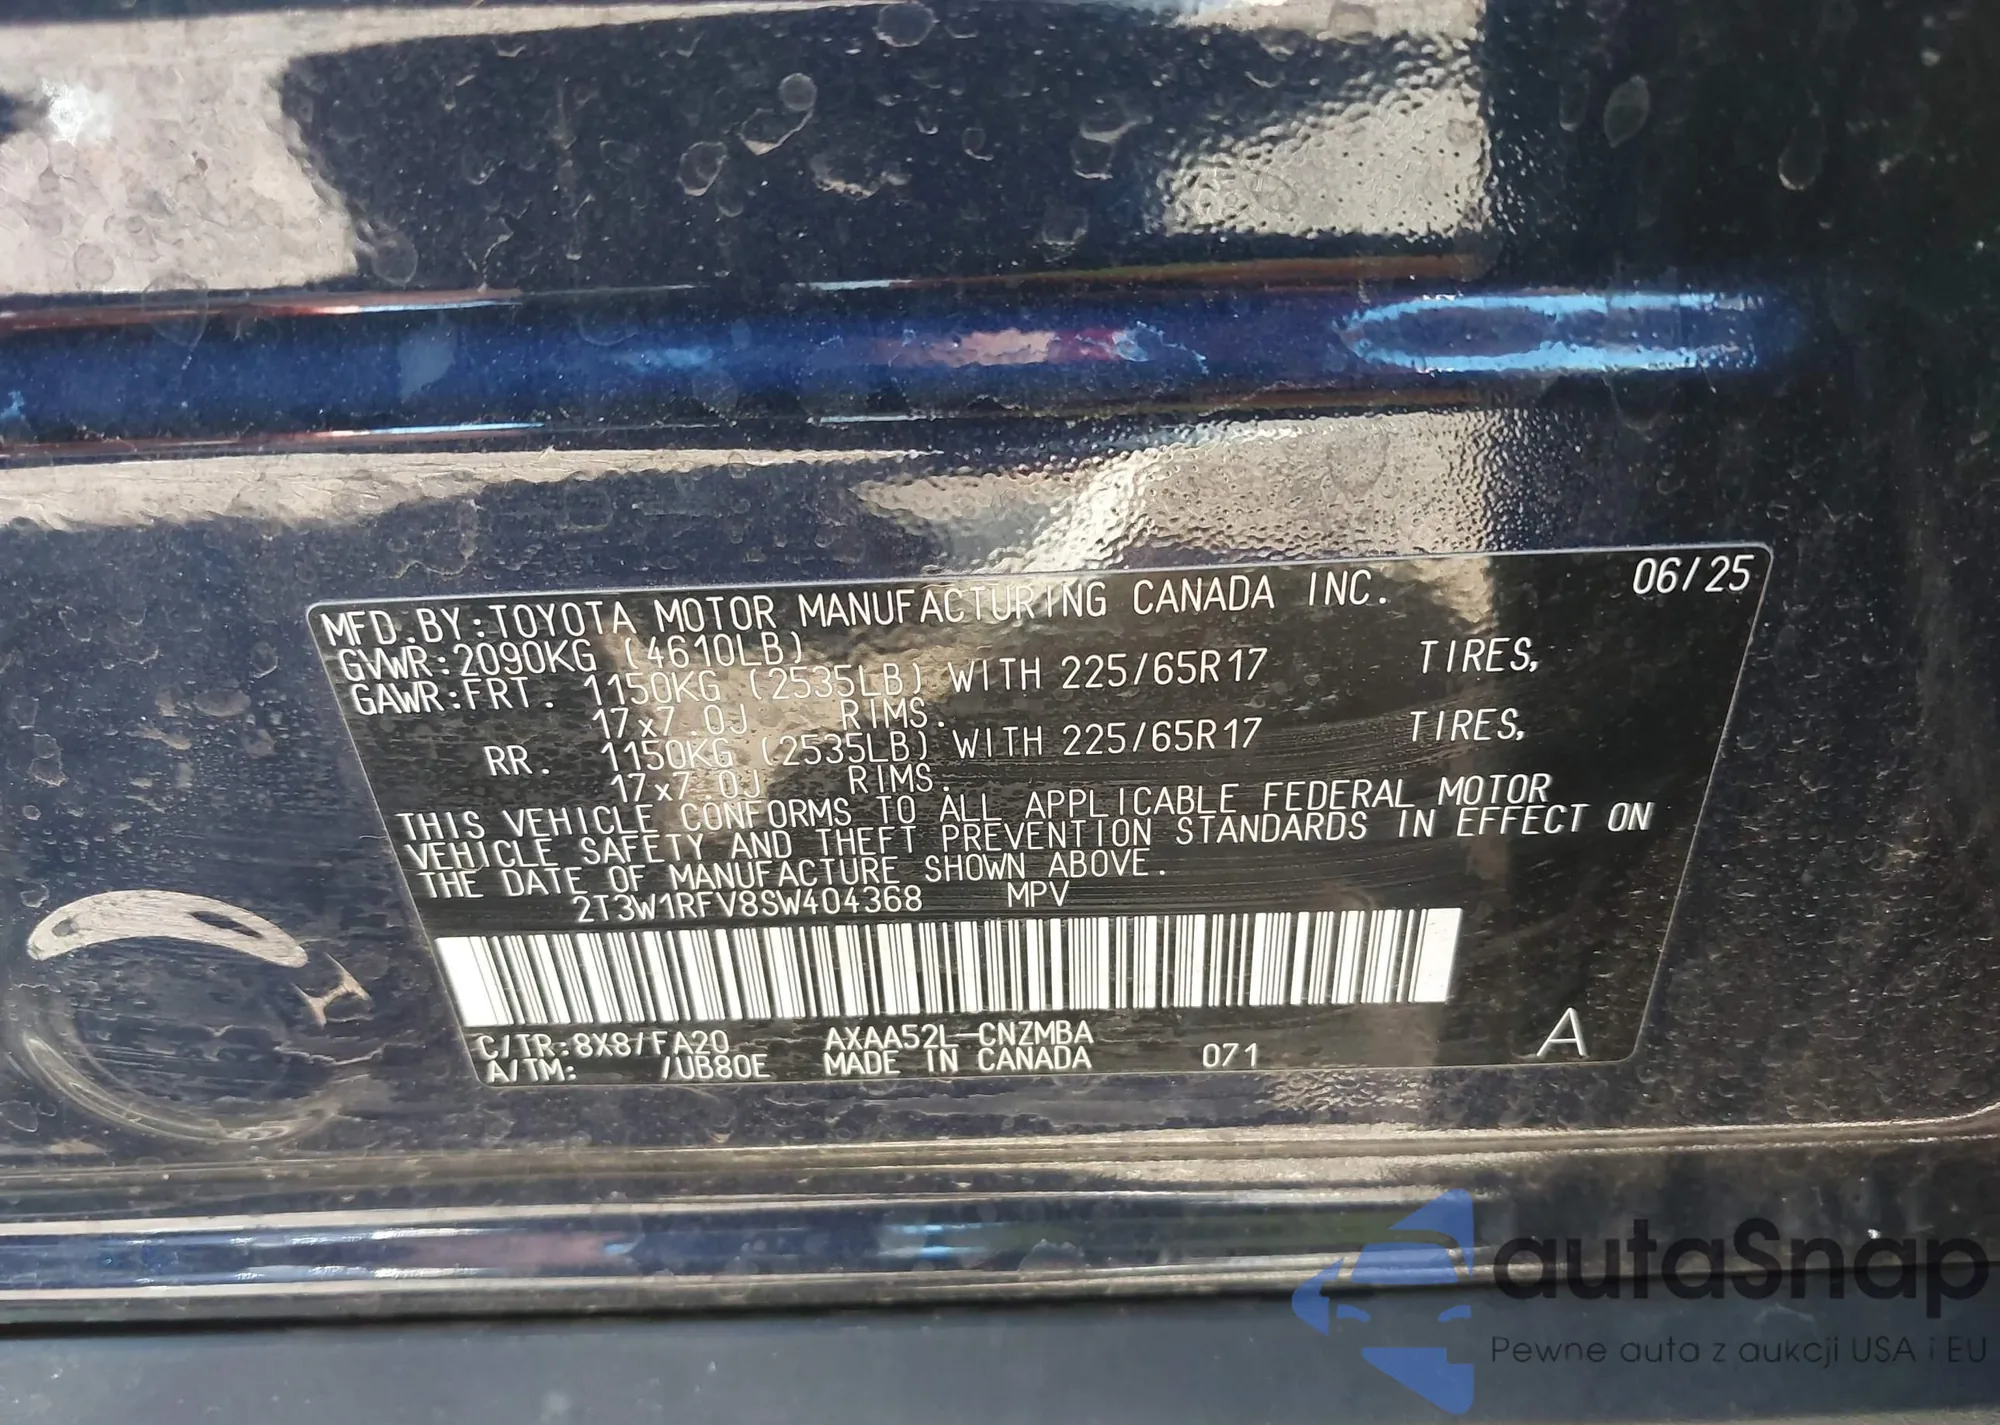 06/25
MFD.BY:TOYOTA MOTOR MANUFACTURING CANADA INC.
GVWR:2090KG (4610LB)
GAWR:FRT. 1150KG (2535LB) WITH 225/65R17 TIRES,
17x7.0J RIMS.
RR. 1150KG (2535LB) WITH 225/65R17 TIRES,
17x7.0J RIMS.
THIS VEHICLE CONFORMS TO ALL APPLICABLE FEDERAL MOTOR
VEHICLE SAFETY AND THEFT PREVENTION STANDARDS IN EFFECT ON
THE DATE OF MANUFACTURE SHOWN ABOVE.
2T3W1RFV8SW404368 MPV
C/TR:8X8/FA20 AXAA52L-CNZMBA
A/TM: /UB80E MADE IN CANADA 071 A
autaSnap
Pewne auta z aukcji USA i EU